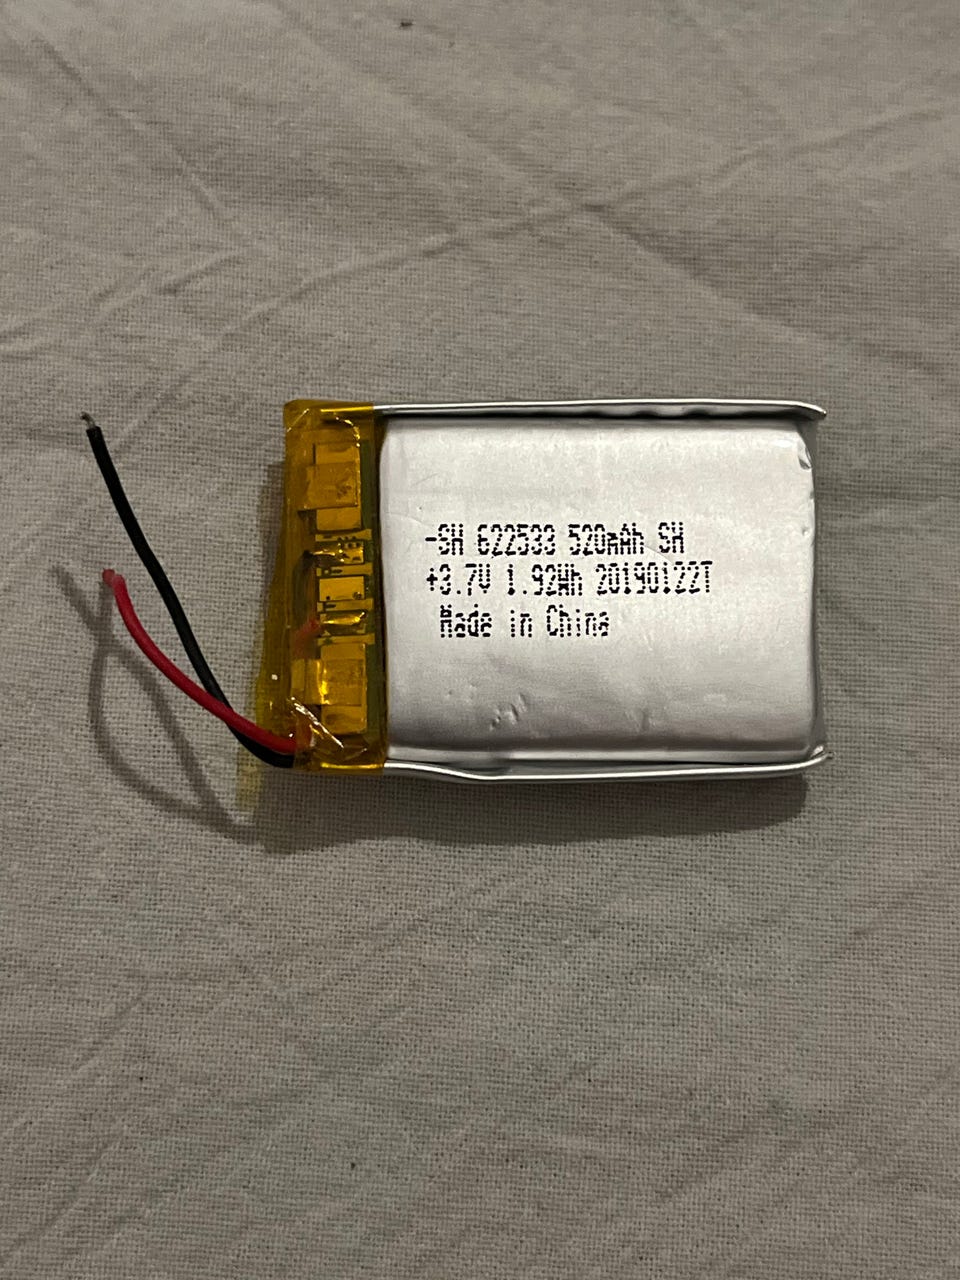 -SH 622533 520mAh SH
+3.7V 1.92Wh 20190122T
Made in China